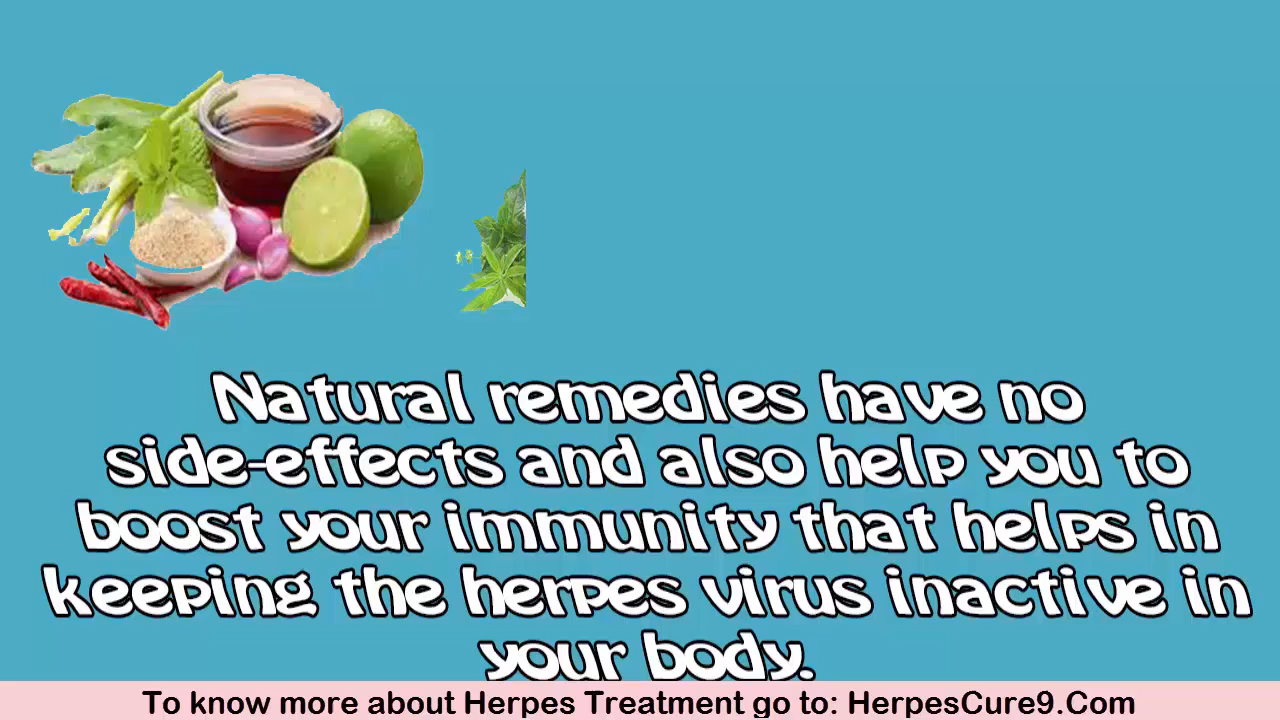 Natural remedies have no
side-effects and also help you to
boost your immunity that helps in
keeping the herpes virus inactive in
your body.
To know more about Herpes Treatment go to: HerpesCure9.Com